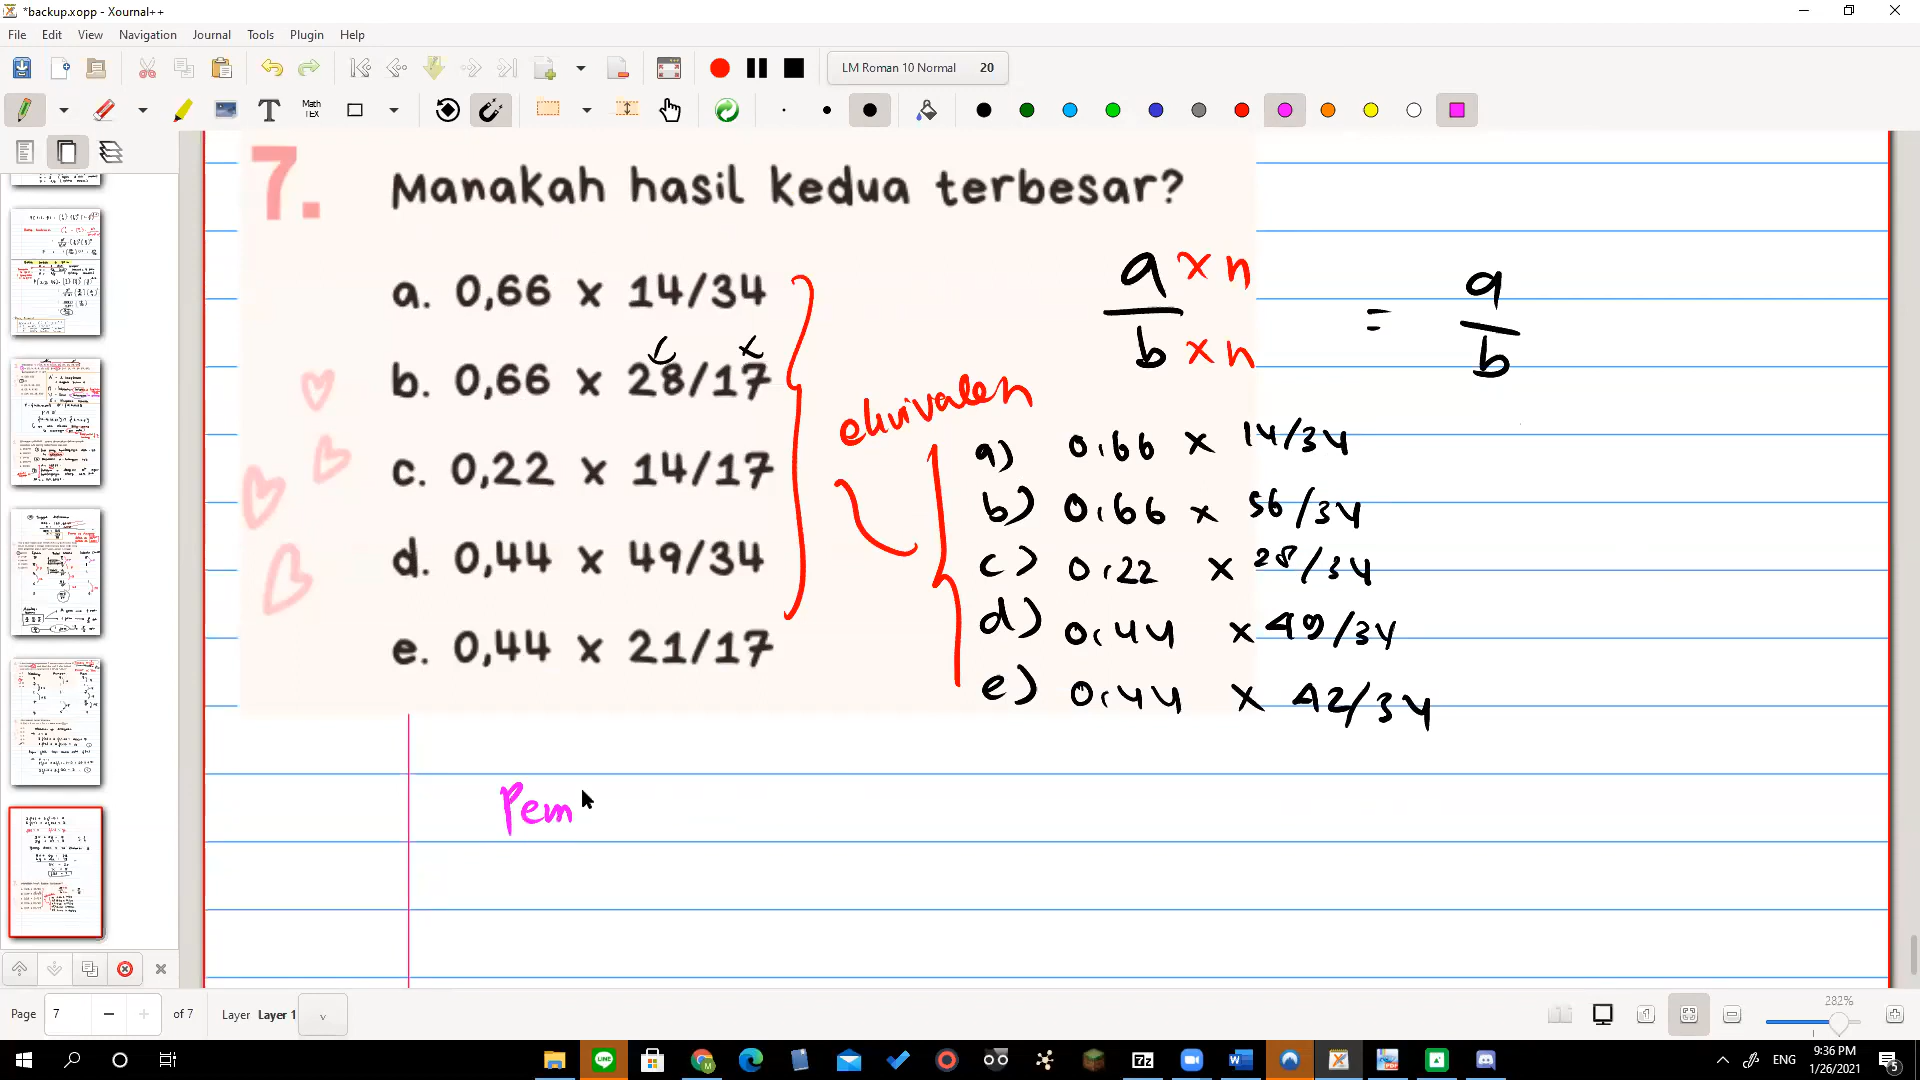 *backup.xopp - Xournal++
File Edit View Navigation Journal Tools Plugin Help
LM Roman 10 Normal 20
Math
TEX
7. Manakah hasil kedua terbesar?
a. 0,66 x 14/34
b. 0,66 x 28/17
c. 0,22 x 14/17
d. 0,44 x 49/34
e. 0,44 x 21/17
a x n
b x n
= a
b
ekuivalen
a) 0,66 x 14/34
b) 0,66 x 56/34
c) 0,22 x 28/34
d) 0,44 x 49/34
e) 0,44 x 42/34
Pem
Page 7 of 7 Layer Layer 1
282%
ENG
9:36 PM
1/26/2021
5